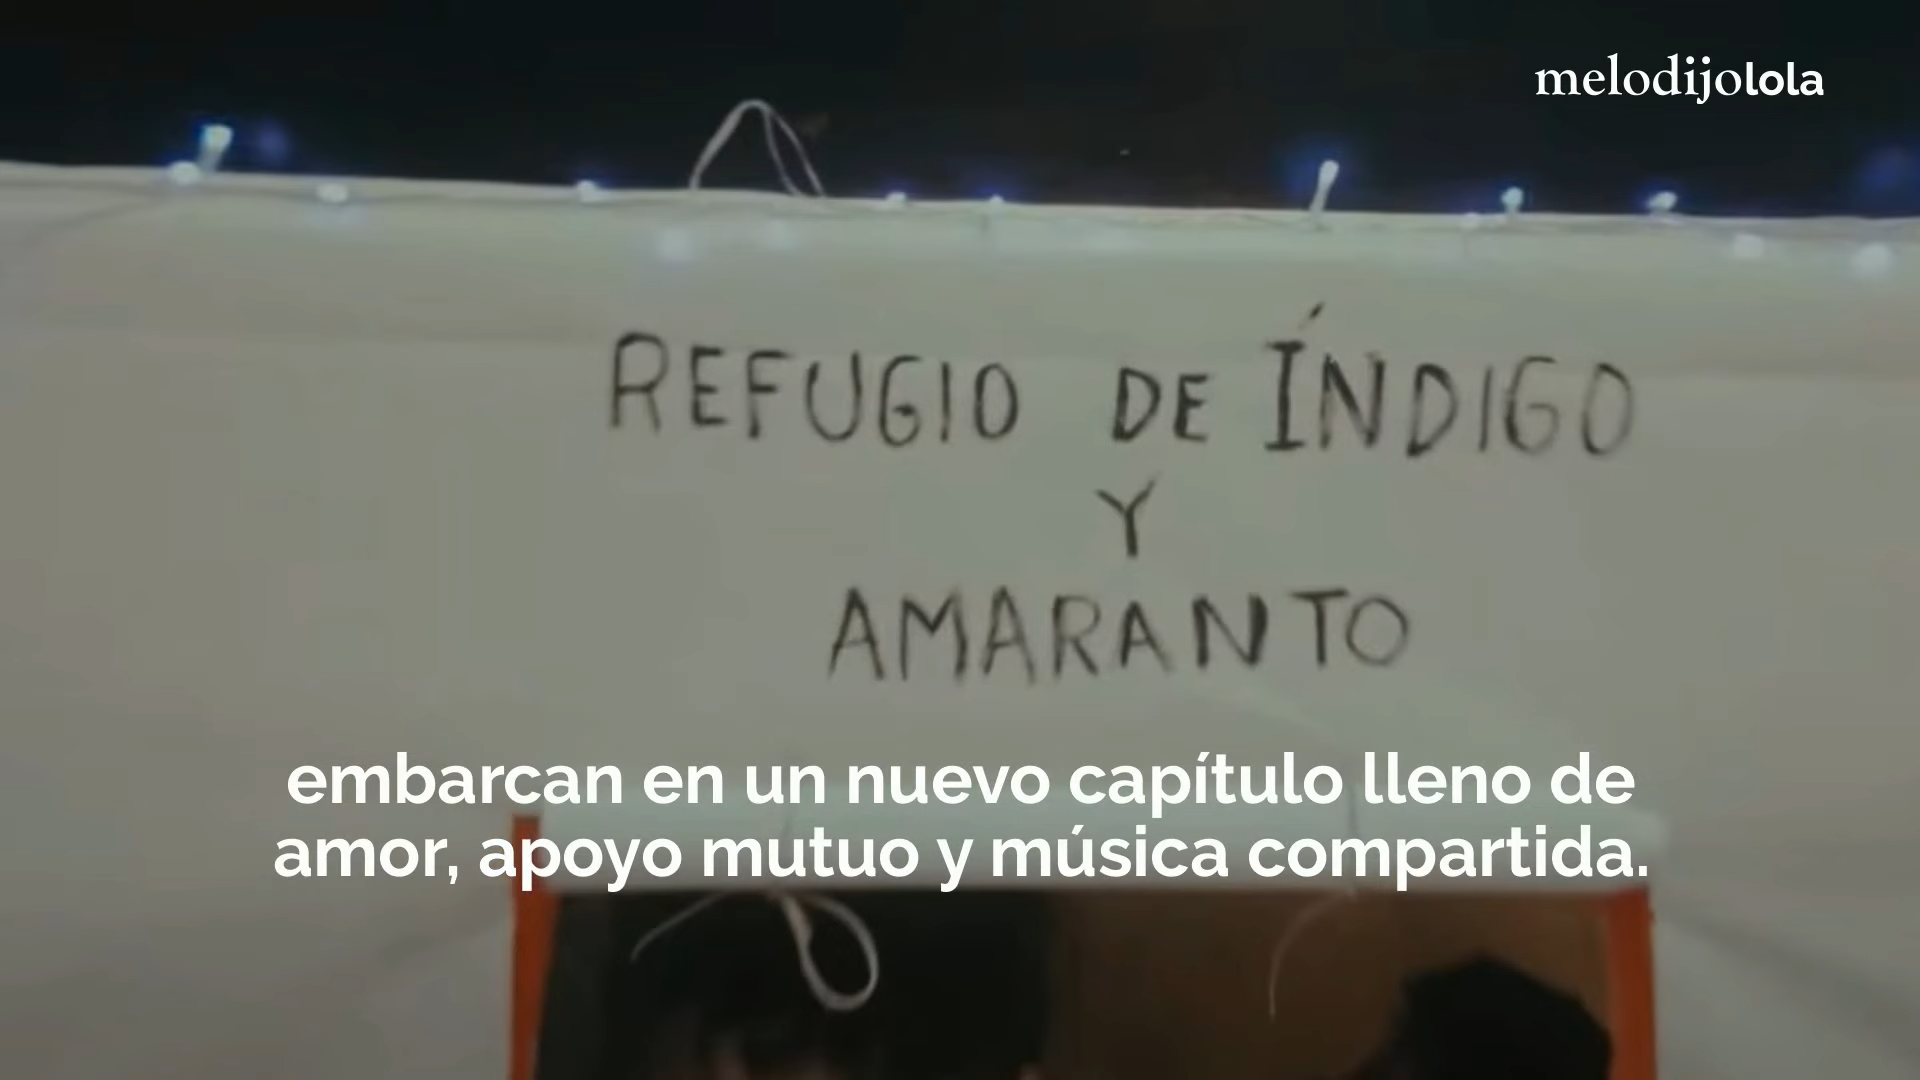 melodijolola
REFUGIO DE ÍNDIGO
Y
AMARANTO
embarcan en un nuevo capítulo lleno de
amor, apoyo mutuo y música compartida.